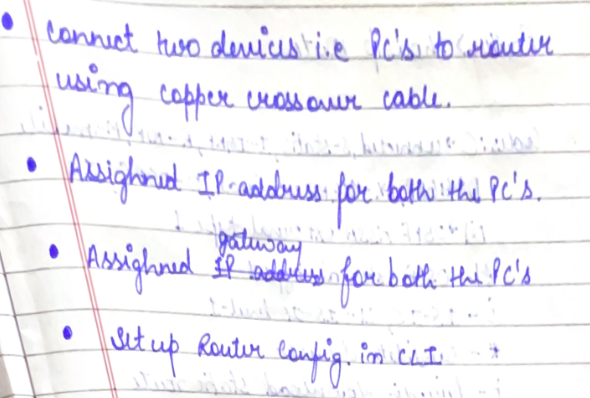 • connect two devices i.e PC's to router
using copper crossover cable.
• Assighned IP address for both the PC's.
gateway
• Assighned IP address for both the PC's
• Set up Router Config. in CLI